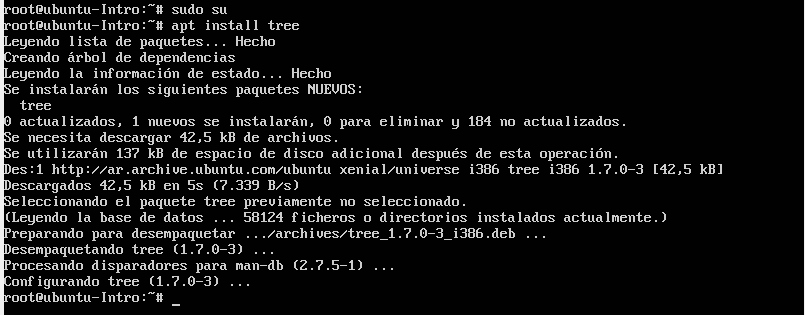 root@ubuntu-Intro:~# sudo su
root@ubuntu-Intro:~# apt install tree
Leyendo lista de paquetes... Hecho
Creando árbol de dependencias
Leyendo la información de estado... Hecho
Se instalarán los siguientes paquetes NUEVOS:
  tree
0 actualizados, 1 nuevos se instalarán, 0 para eliminar y 184 no actualizados.
Se necesita descargar 42,5 kB de archivos.
Se utilizarán 137 kB de espacio de disco adicional después de esta operación.
Des:1 http://ar.archive.ubuntu.com/ubuntu xenial/universe i386 tree i386 1.7.0-3 [42,5 kB]
Descargados 42,5 kB en 5s (7.339 B/s)
Seleccionando el paquete tree previamente no seleccionado.
(Leyendo la base de datos ... 58124 ficheros o directorios instalados actualmente.)
Preparando para desempaquetar .../archives/tree_1.7.0-3_i386.deb ...
Desempaquetando tree (1.7.0-3) ...
Procesando disparadores para man-db (2.7.5-1) ...
Configurando tree (1.7.0-3) ...
root@ubuntu-Intro:~# _